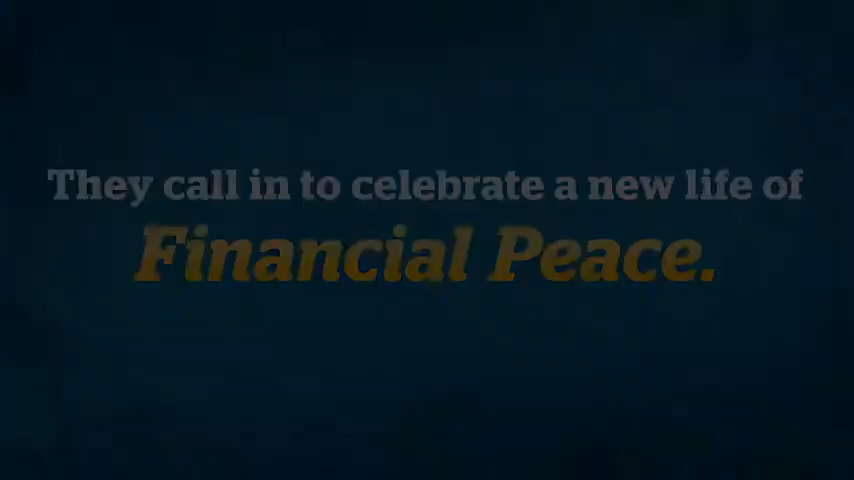 They call in to celebrate a new life of
Financial Peace.